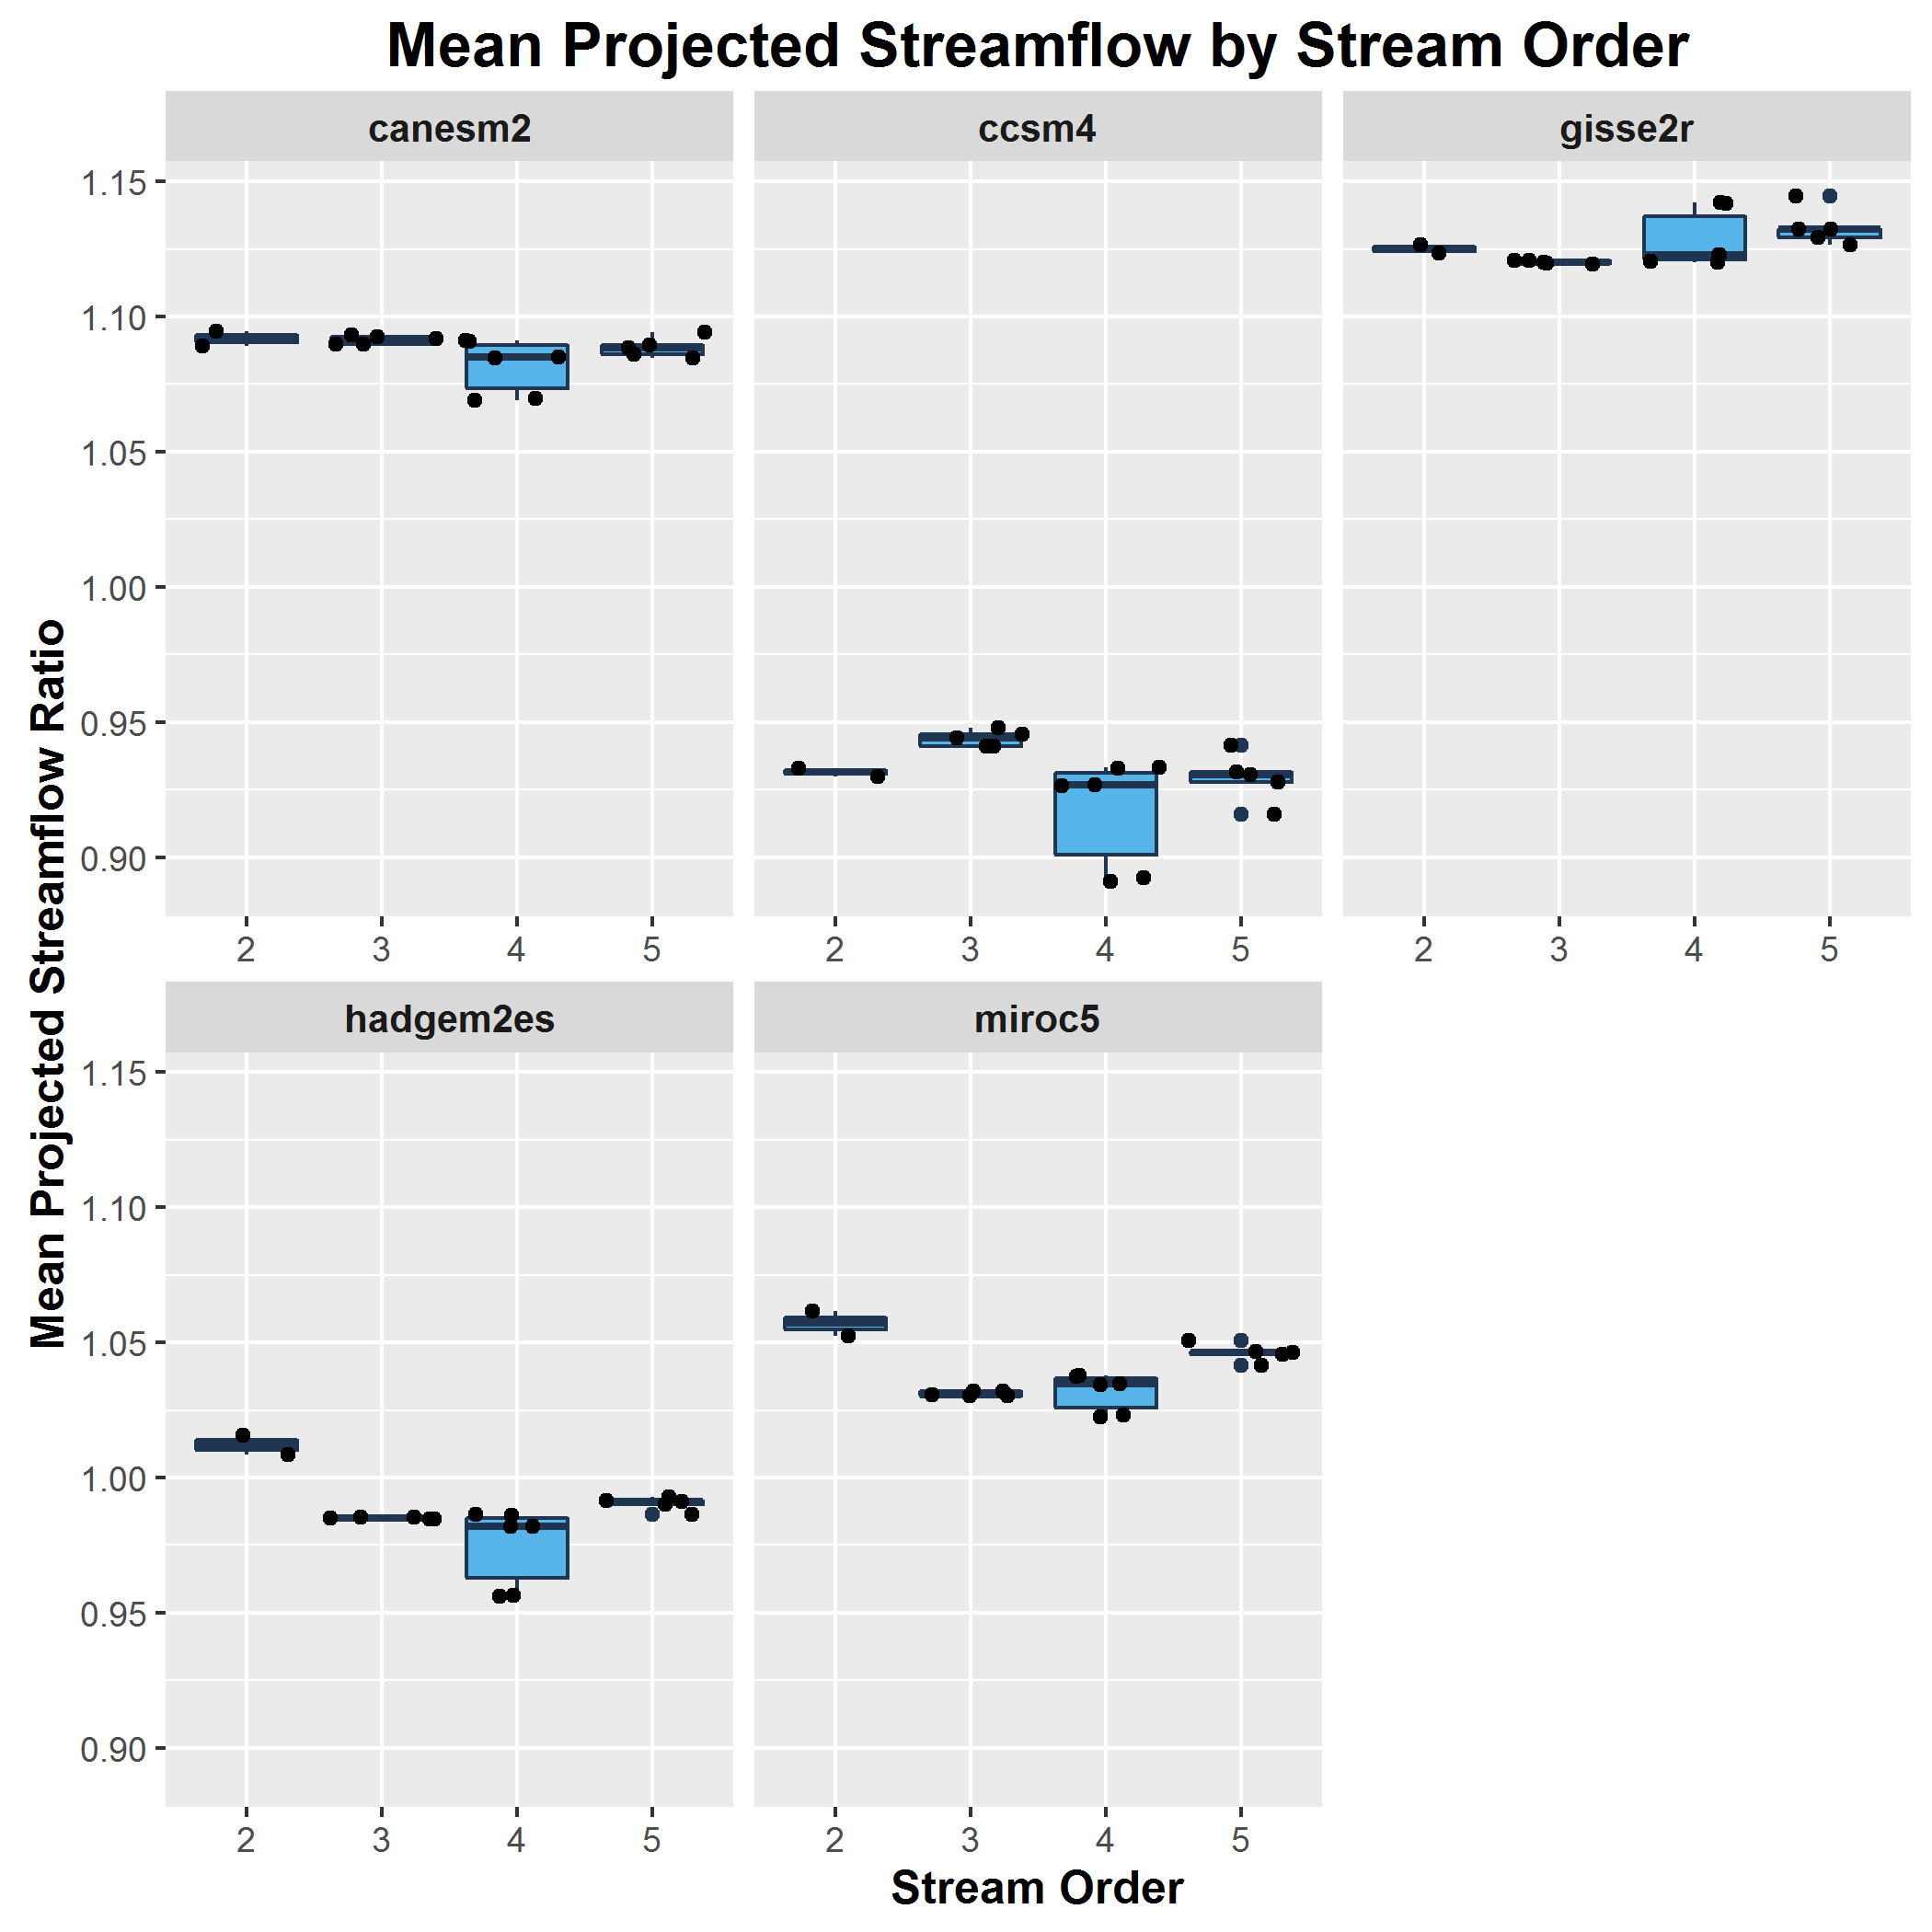 Mean Projected Streamflow by Stream Order
canesm2 ccsm4 gisse2r
1.15
1.10
1.05
1.00
0.95
0.90
2 3 4 5 2 3 4 5 2 3 4 5
Mean Projected Streamflow Ratio
hadgem2es miroc5
1.15
1.10
1.05
1.00
0.95
0.90
2 3 4 5 2 3 4 5
Stream Order